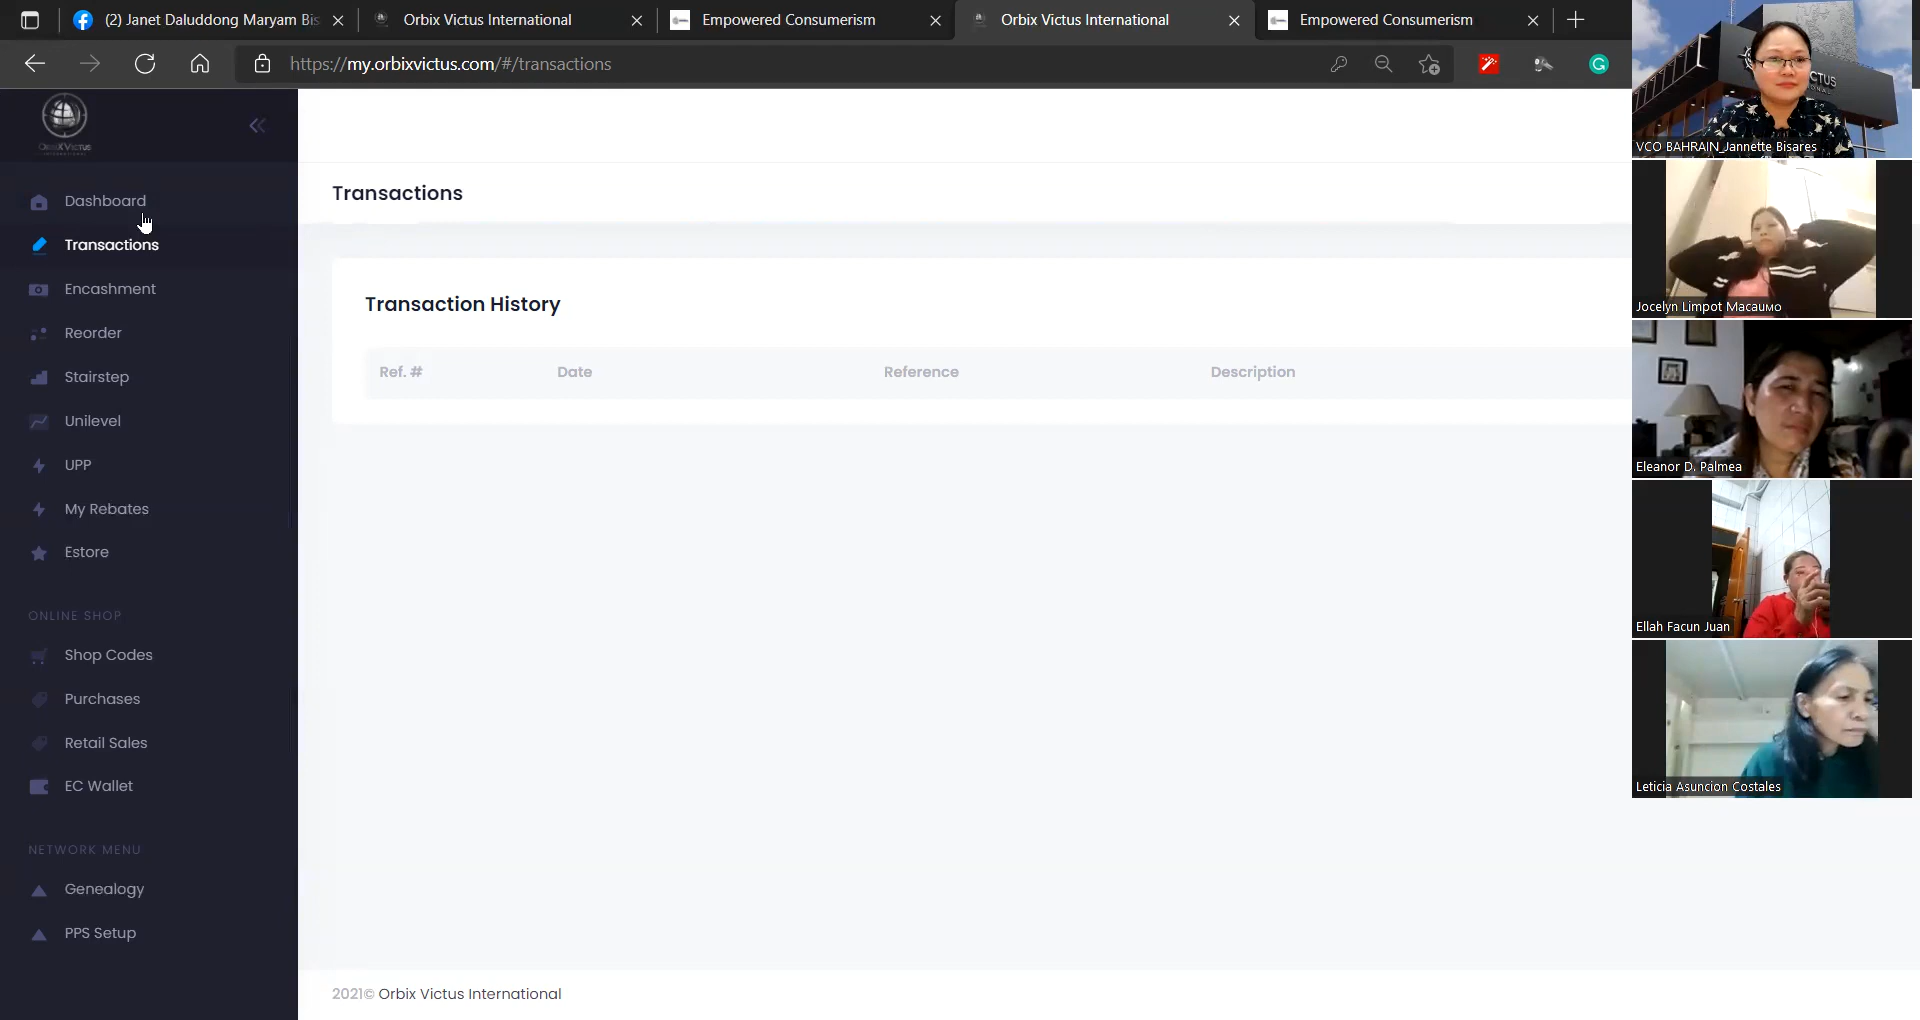 (2) Janet Daluddong Maryam Bis
Orbix Victus International
Empowered Consumerism
Orbix Victus International
Empowered Consumerism
https://my.orbixvictus.com/#/transactions
Dashboard
Transactions
Encashment
Reorder
Stairstep
Unilevel
UPP
My Rebates
Estore
ONLINE SHOP
Shop Codes
Purchases
Retail Sales
EC Wallet
NETWORK MENU
Genealogy
PPS Setup
Transactions
Transaction History
Ref. # Date Reference Description
2021© Orbix Victus International
VCO BAHRAIN_Jannette Bisares
Jocelyn Limpot Macaumo
Eleanor D. Palmea
Ellah Facun Juan
Leticia Asuncion Costales